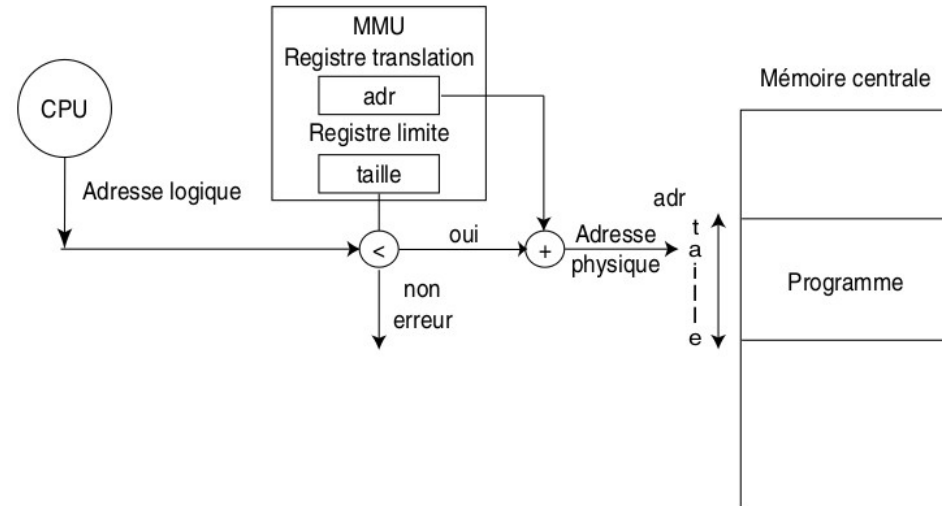 MMU
Registre translation
adr
Registre limite
taille
CPU
Adresse logique
<
oui
+
Adresse
physique
non
erreur
Mémoire centrale
adr
taille
Programme